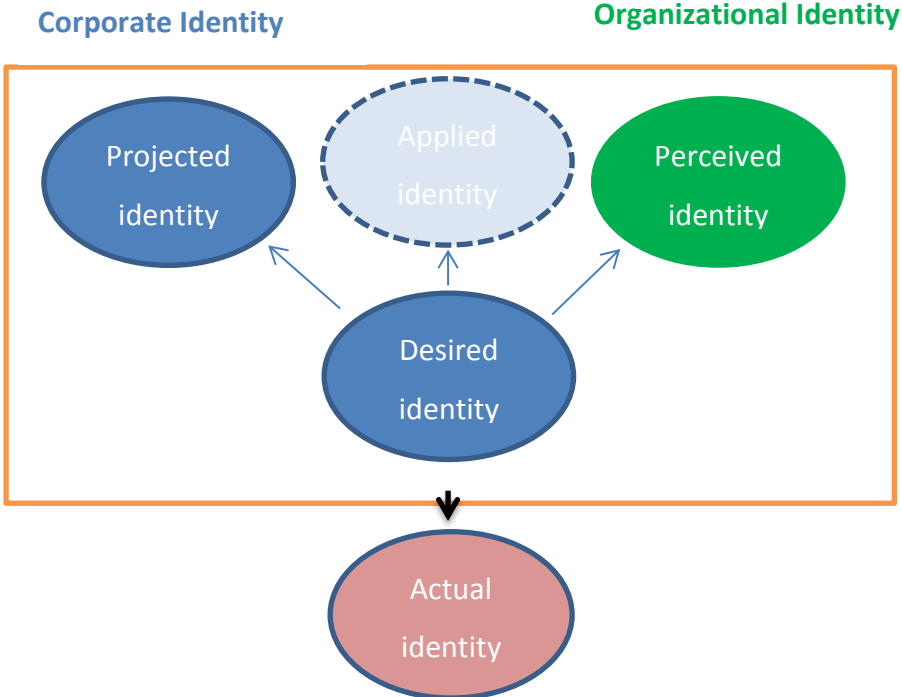 Corporate Identity
Organizational Identity
Projected
identity
Applied
identity
Perceived
identity
Desired
identity
Actual
identity